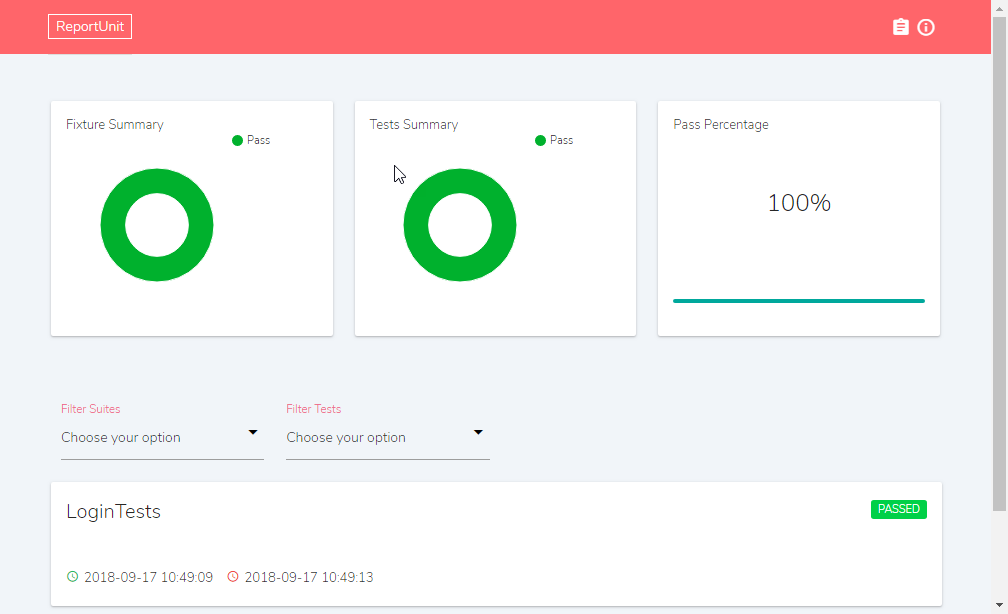 ReportUnit
Fixture Summary
Pass
Tests Summary
Pass
Pass Percentage
100%
Filter Suites
Choose your option
Filter Tests
Choose your option
LoginTests
PASSED
2018-09-17 10:49:09
2018-09-17 10:49:13